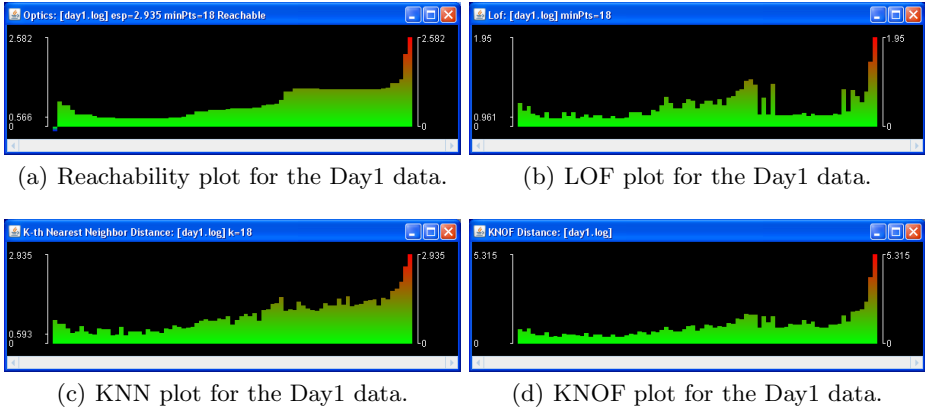 Optics: [day1.log] esp-2.935 minPts-18 Reachable
2.582
2.582
0.566
0
0
(a) Reachability plot for the Day1 data.
Lof: [day1.log] minPts-18
1.95
1.95
0.961
0
0
(b) LOF plot for the Day1 data.
K-th Nearest Neighbor Distance: [day1.log] k-18
2.935
2.935
0.593
0
0
(c) KNN plot for the Day1 data.
KNOF Distance: [day1.log]
5.315
5.315
0
0
(d) KNOF plot for the Day1 data.